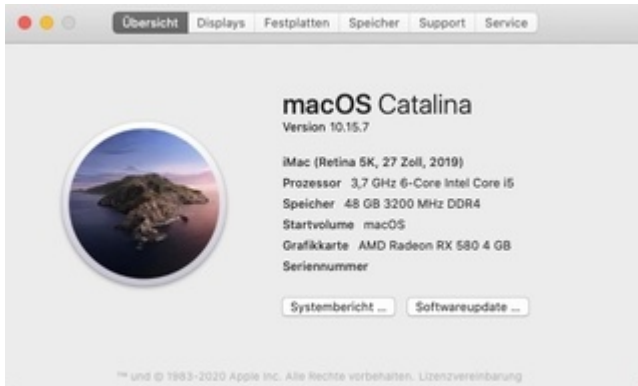 Übersicht Displays Festplatten Speicher Support Service
macOS Catalina
Version 10.15.7
iMac (Retina 5K, 27 Zoll, 2019)
Prozessor 3,7 GHz 6-Core Intel Core i5
Speicher 48 GB 3200 MHz DDR4
Startvolume macOS
Grafikkarte AMD Radeon RX 580 4 GB
Seriennummer
Systembericht ... Softwareupdate ...
™ und © 1983-2020 Apple Inc. Alle Rechte vorbehalten. Lizenzvereinbarung